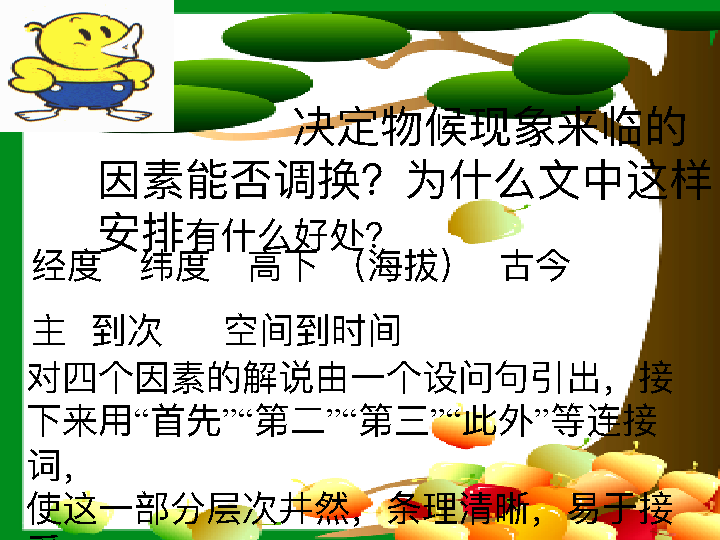 决定物候现象来临的
因素能否调换？为什么文中这样
安排有什么好处？
经度 纬度 高下 （海拔） 古今
主 到次 空间到时间
对四个因素的解说由一个设问句引出，接
下来用“首先”“第二”“第三”“此外”等连接
词，
使这一部分层次井然，条理清晰，易于接